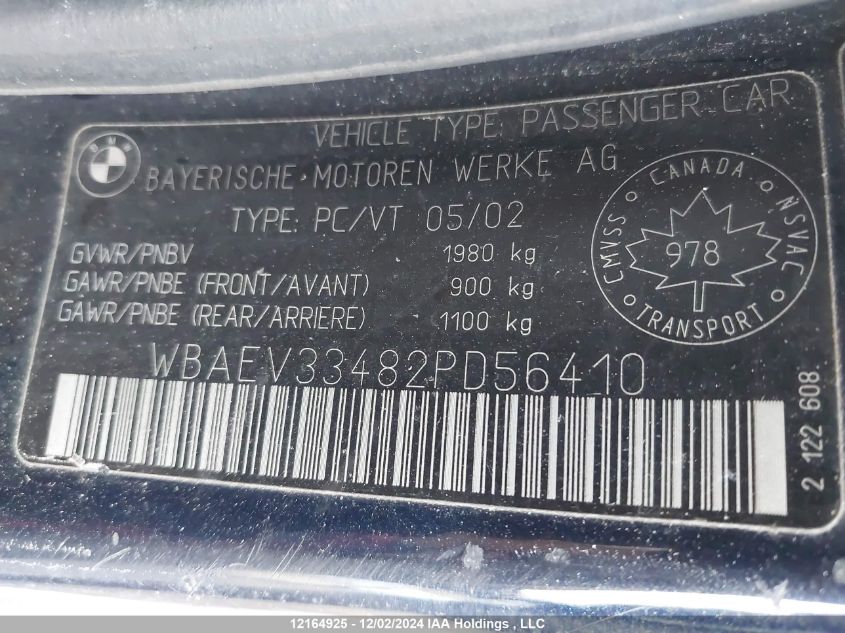 BMW
VEHICLE TYPE: PASSENGER CAR
BAYERISCHE MOTOREN WERKE AG
TYPE: PC/VT 05/02
GVWR/PNBV 1980 kg
GAWR/PNBE (FRONT/AVANT) 900 kg
GAWR/PNBE (REAR/ARRIERE) 1100 kg
CANADA
CMVSS
NSVAC
978
TRANSPORT
WBAEV33482PD56410
2 122 608
12164925 - 12/02/2024 IAA Holdings, LLC